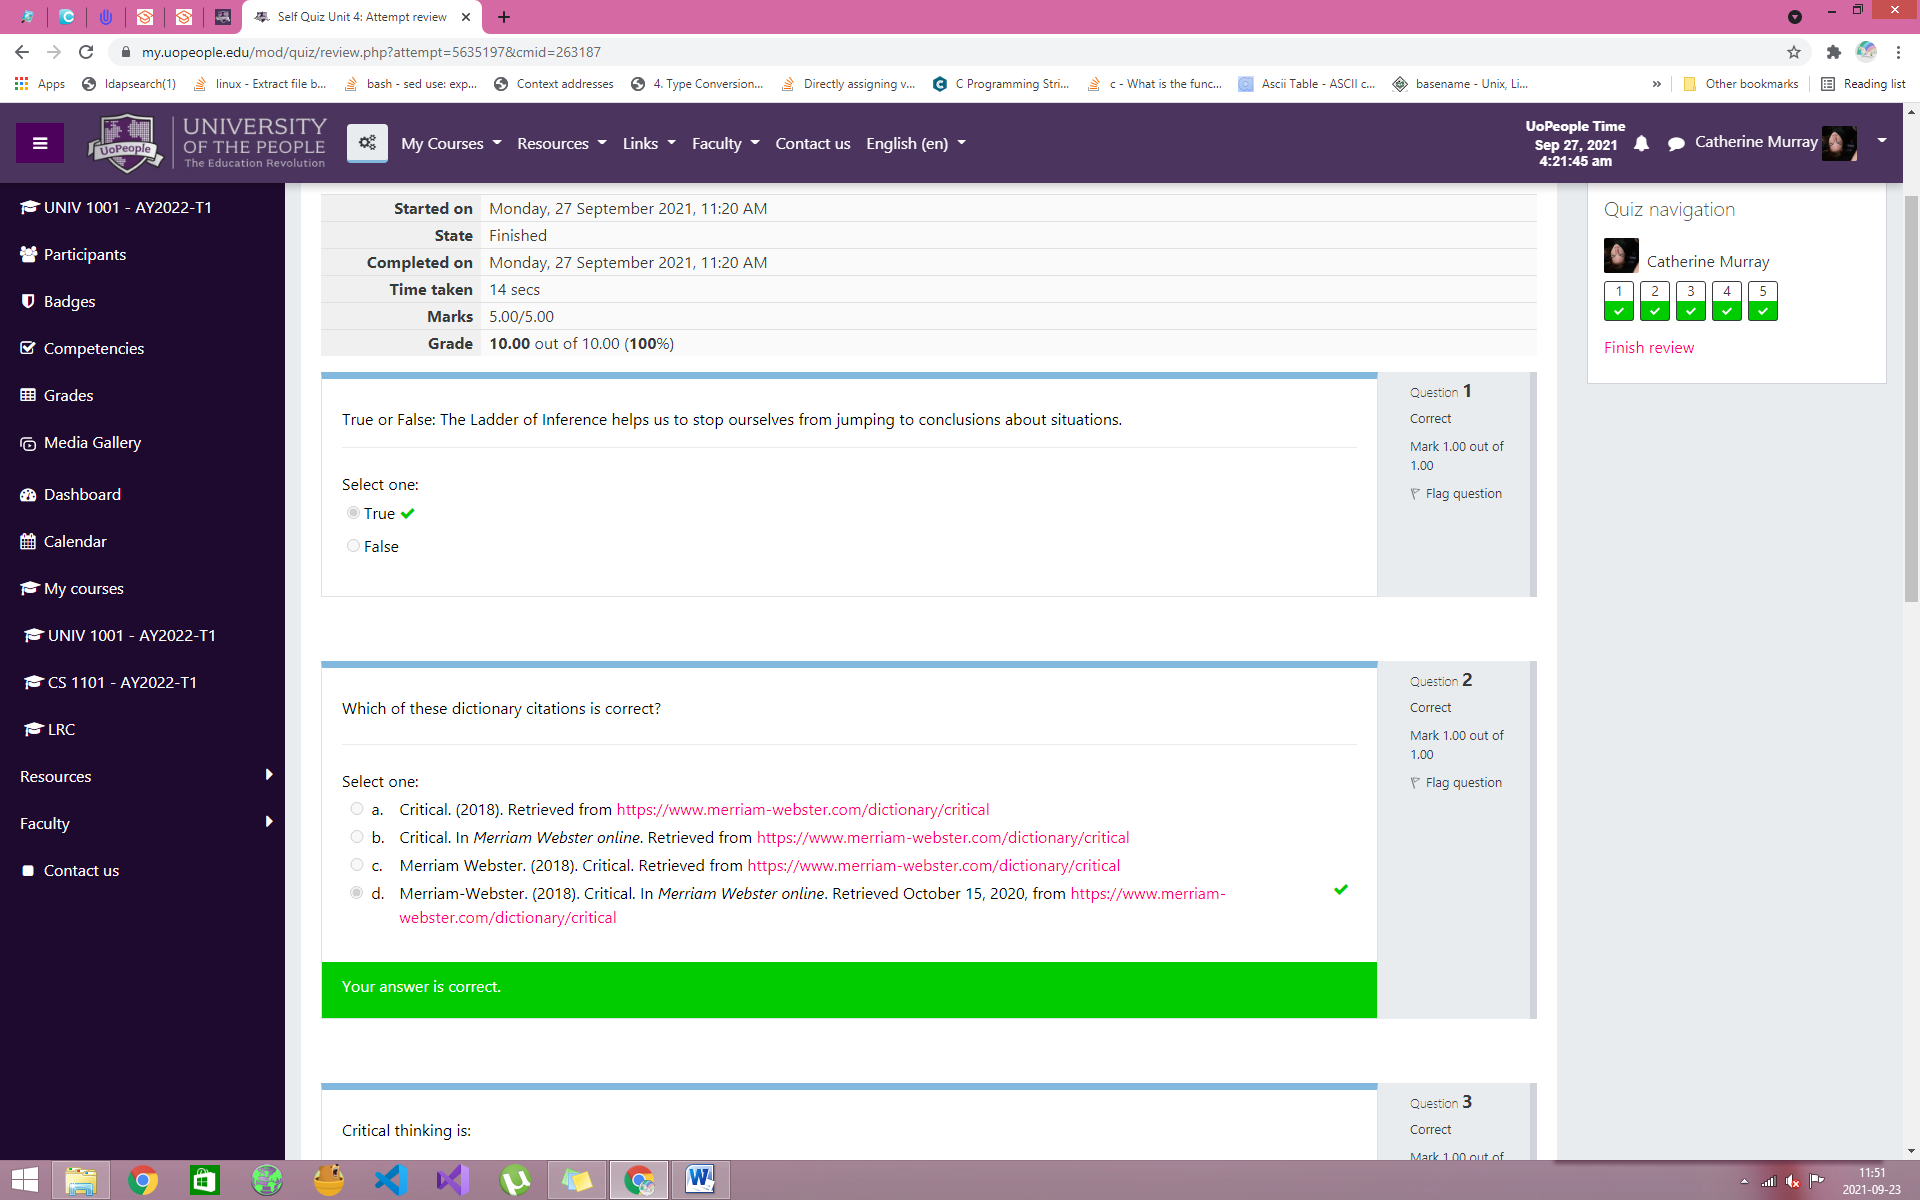 Self Quiz Unit 4: Attempt review
my.uopeople.edu/mod/quiz/review.php?attempt=5635197&cmid=263187
Apps
ldapsearch(1)
linux - Extract file b...
bash - sed use: exp...
Context addresses
4. Type Conversion...
Directly assigning v...
C Programming Stri...
c - What is the func...
Ascii Table - ASCII c...
basename - Unix, Li...
»
Other bookmarks
Reading list
UoPeople
UNIVERSITY
OF THE PEOPLE
The Education Revolution
My Courses
Resources
Links
Faculty
Contact us
English (en)
UoPeople Time
Sep 27, 2021
4:21:45 am
Catherine Murray
UNIV 1001 - AY2022-T1
Participants
Badges
Competencies
Grades
Media Gallery
Dashboard
Calendar
My courses
UNIV 1001 - AY2022-T1
CS 1101 - AY2022-T1
LRC
Resources
Faculty
Contact us
Started on Monday, 27 September 2021, 11:20 AM
State Finished
Completed on Monday, 27 September 2021, 11:20 AM
Time taken 14 secs
Marks 5.00/5.00
Grade 10.00 out of 10.00 (100%)
True or False: The Ladder of Inference helps us to stop ourselves from jumping to conclusions about situations.
Select one:
True
False
Question 1
Correct
Mark 1.00 out of
1.00
Flag question
Which of these dictionary citations is correct?
Select one:
a. Critical. (2018). Retrieved from https://www.merriam-webster.com/dictionary/critical
b. Critical. In Merriam Webster online. Retrieved from https://www.merriam-webster.com/dictionary/critical
c. Merriam Webster. (2018). Critical. Retrieved from https://www.merriam-webster.com/dictionary/critical
d. Merriam-Webster. (2018). Critical. In Merriam Webster online. Retrieved October 15, 2020, from https://www.merriam-
webster.com/dictionary/critical
Your answer is correct.
Question 2
Correct
Mark 1.00 out of
1.00
Flag question
Critical thinking is:
Question 3
Correct
Mark 1.00 out of
Quiz navigation
Catherine Murray
1 2 3 4 5
Finish review
11:51
2021-09-23